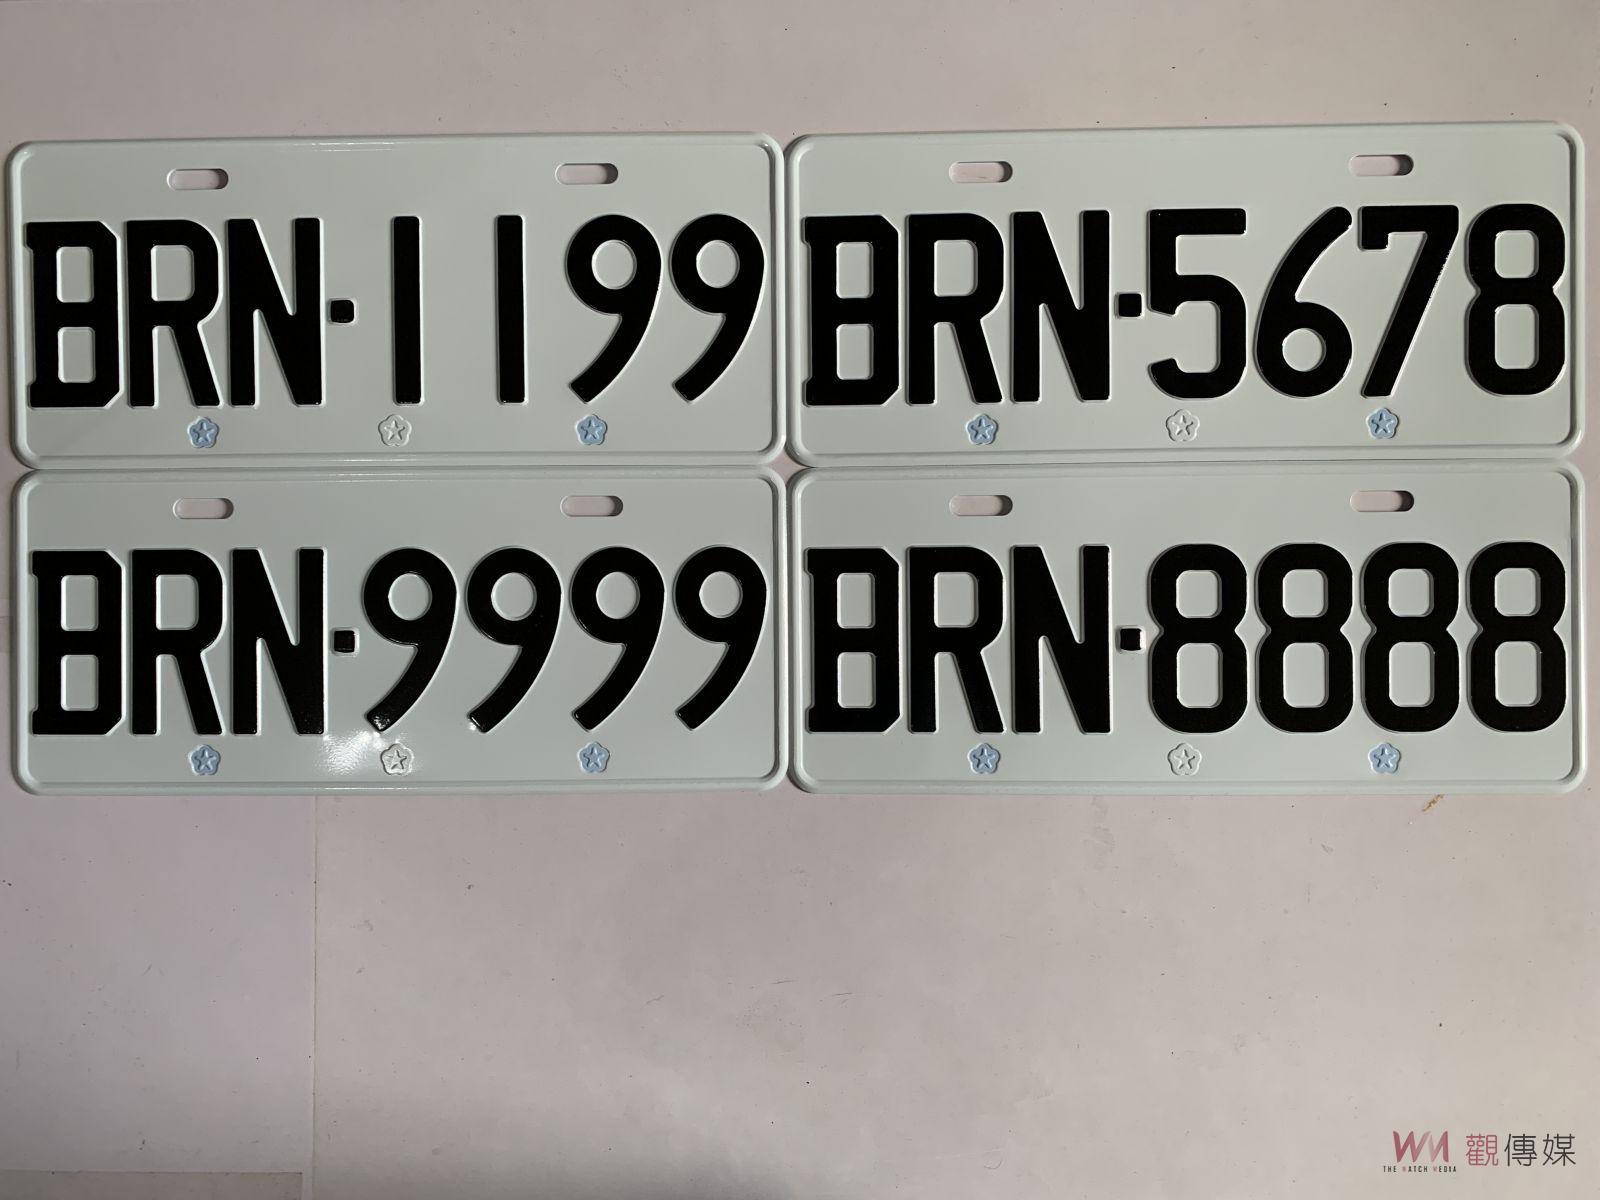 BRN·1199
BRN·5678
BRN·9999
BRN·8888
WM 觀傳媒
THE WATCH MEDIA